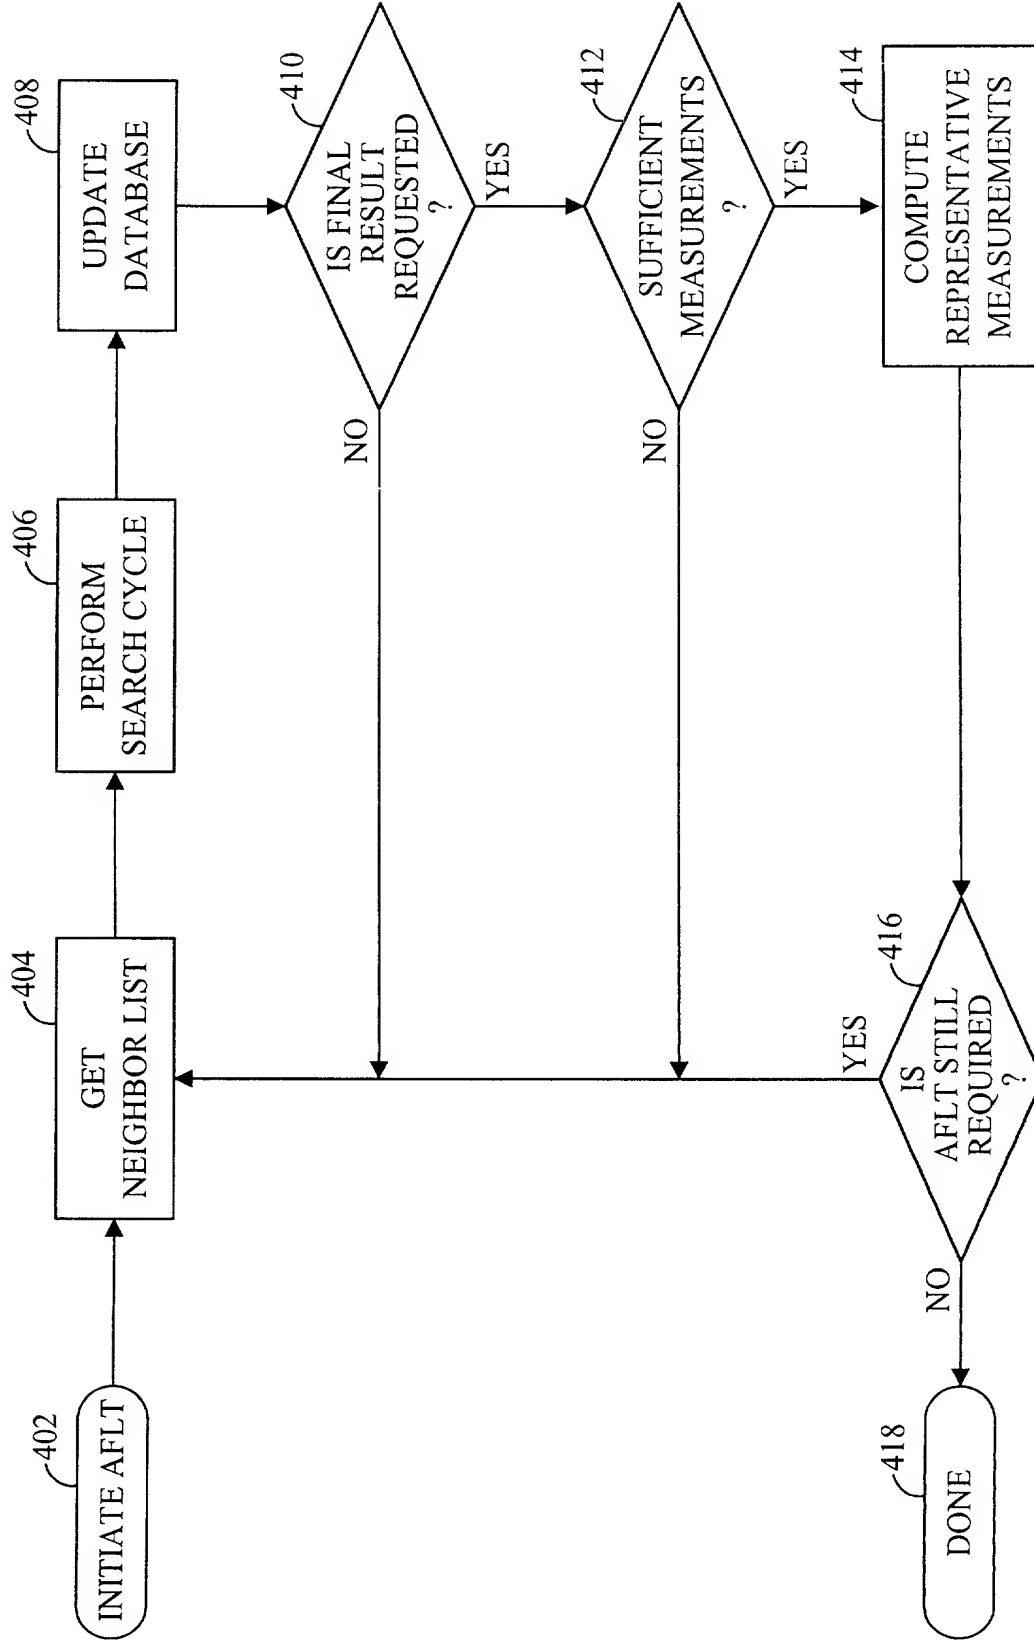 402
INITIATE AFLT
404
GET
NEIGHBOR LIST
406
PERFORM
SEARCH CYCLE
408
UPDATE
DATABASE
410
IS FINAL
RESULT
REQUESTED
?
NO
YES
412
SUFFICIENT
MEASUREMENTS
?
NO
YES
414
COMPUTE
REPRESENTATIVE
MEASUREMENTS
416
IS
AFLT STILL
REQUIRED
?
YES
NO
418
DONE